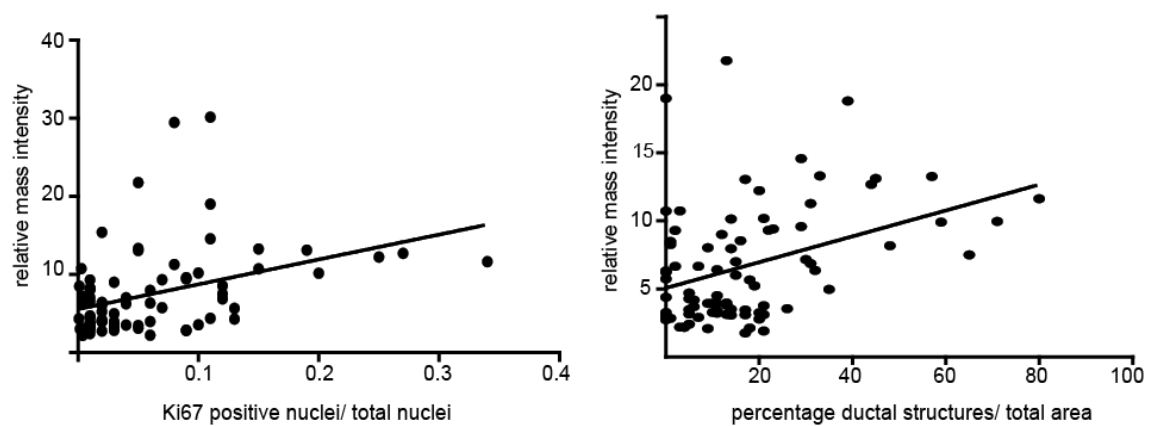 relative mass intensity
40
30
20
10
0.1 0.2 0.3 0.4
Ki67 positive nuclei/ total nuclei
relative mass intensity
20
15
10
5
20 40 60 80 100
percentage ductal structures/ total area